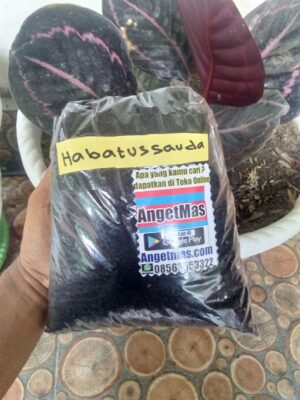 Habatussauda
Apa yang kamu cari ?
dapatkan di Toko Online
AngetMas
Google Play
Angetmas.com